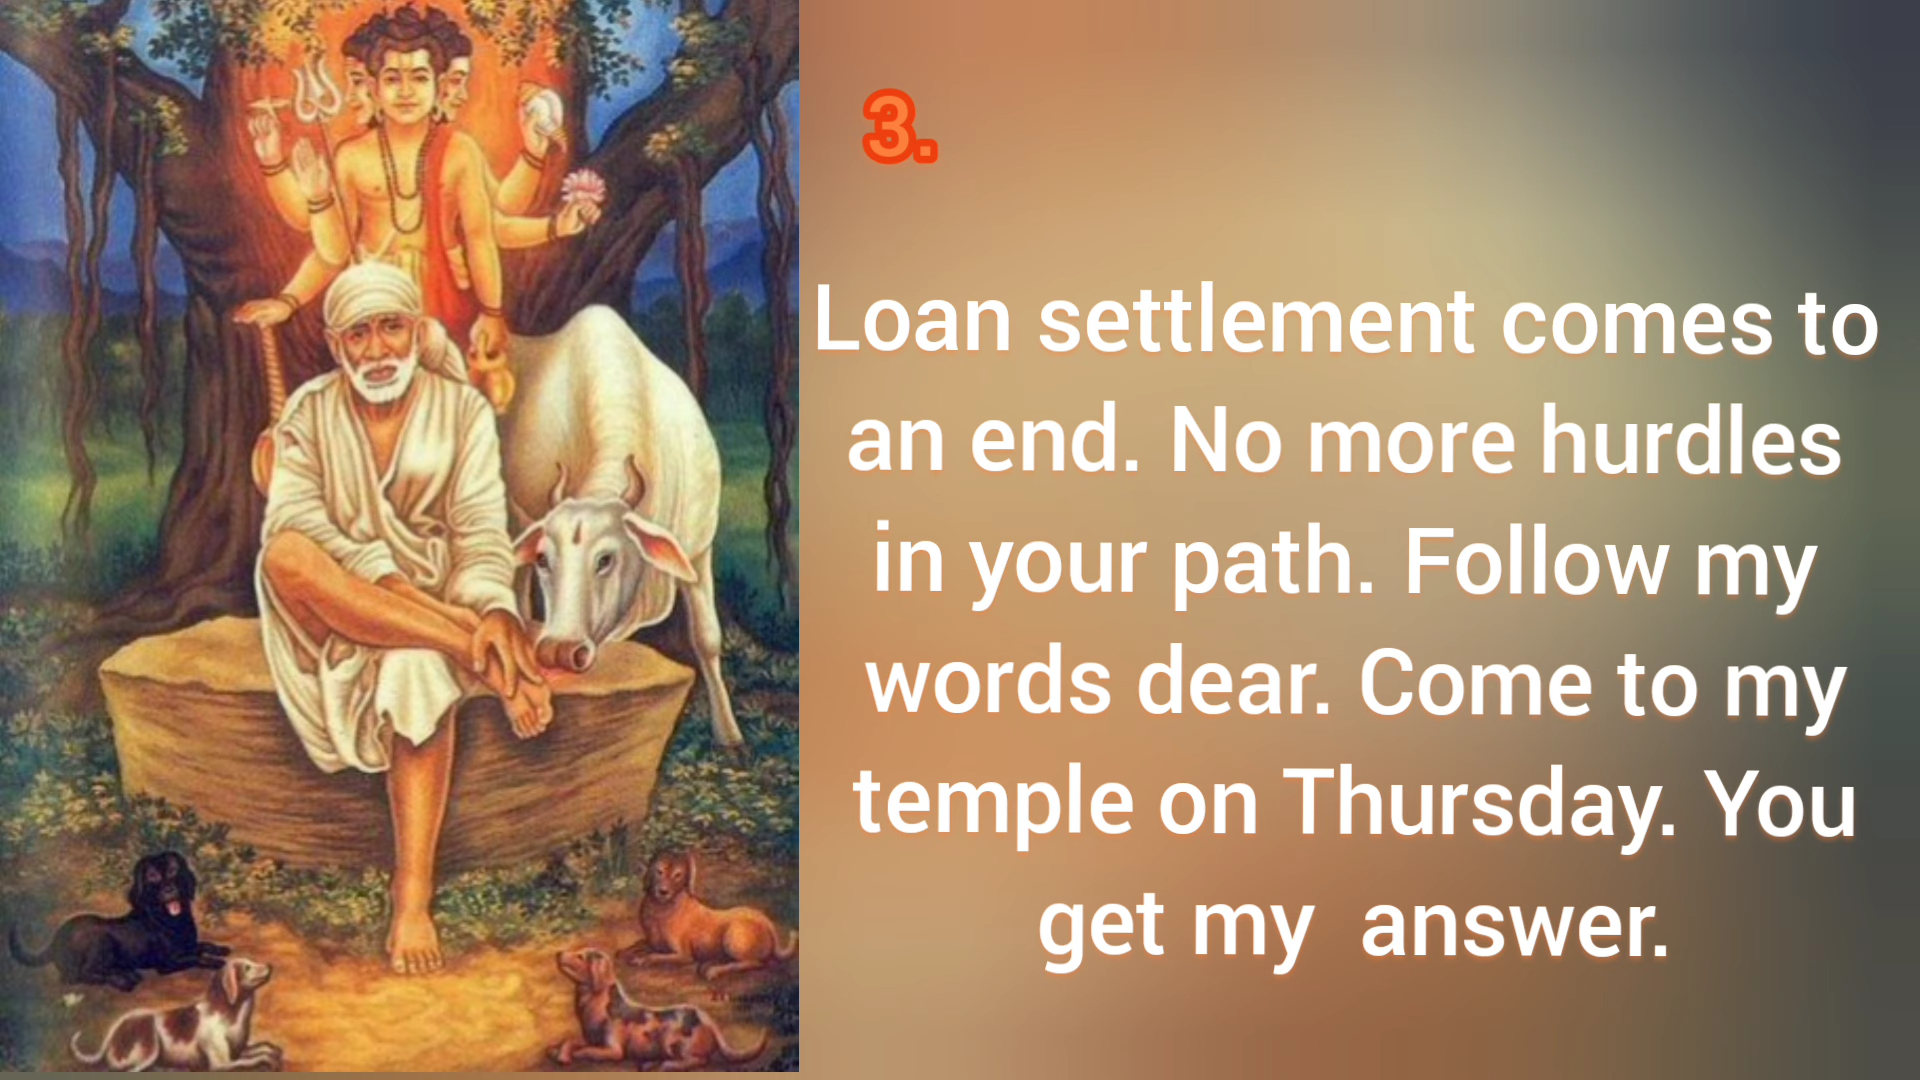 3.
Loan settlement comes to
an end. No more hurdles
in your path. Follow my
words dear. Come to my
temple on Thursday. You
get my answer.